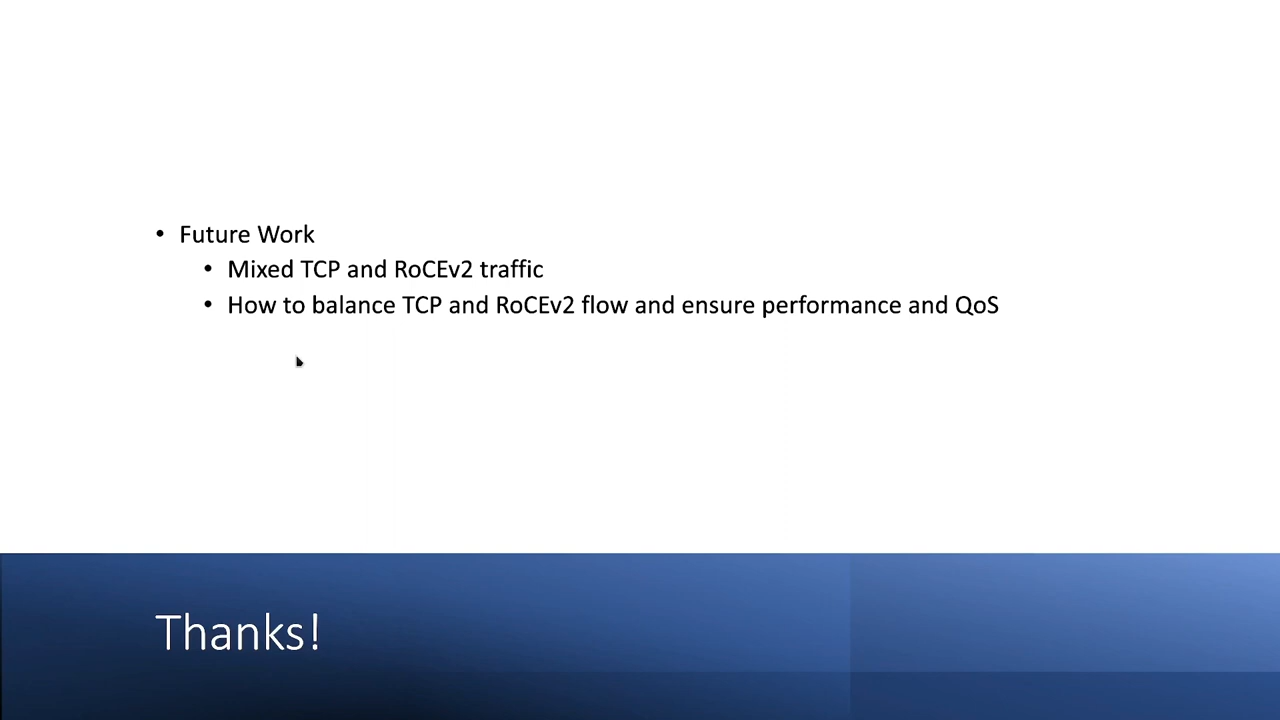 • Future Work
• Mixed TCP and RoCEv2 traffic
• How to balance TCP and RoCEv2 flow and ensure performance and QoS
Thanks!